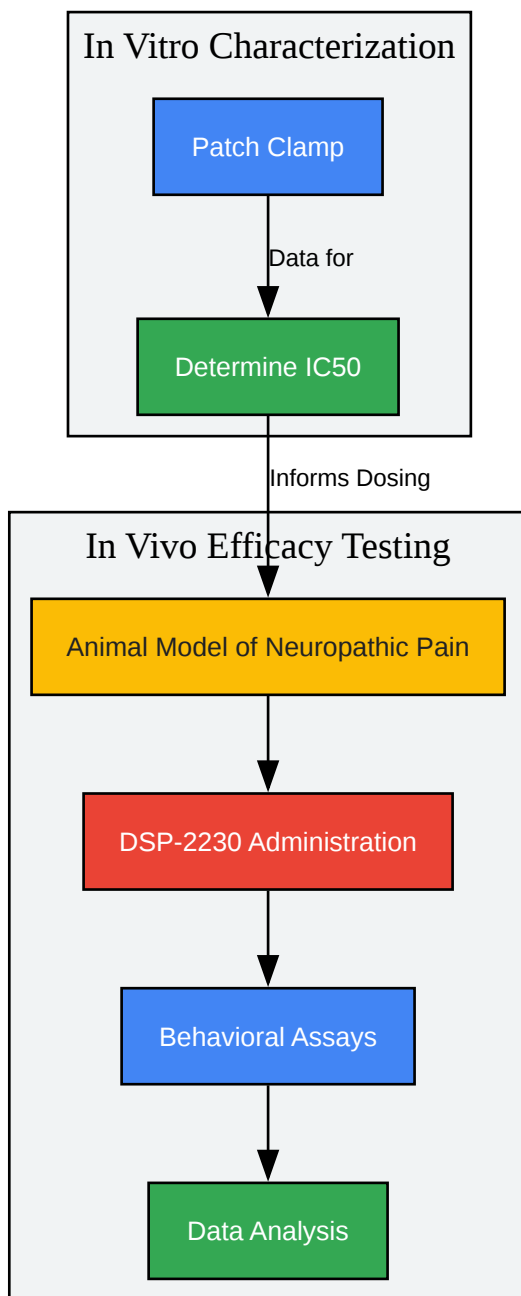 In Vitro Characterization
Patch Clamp
Data for
Determine IC50
Informs Dosing
In Vivo Efficacy Testing
Animal Model of Neuropathic Pain
DSP-2230 Administration
Behavioral Assays
Data Analysis